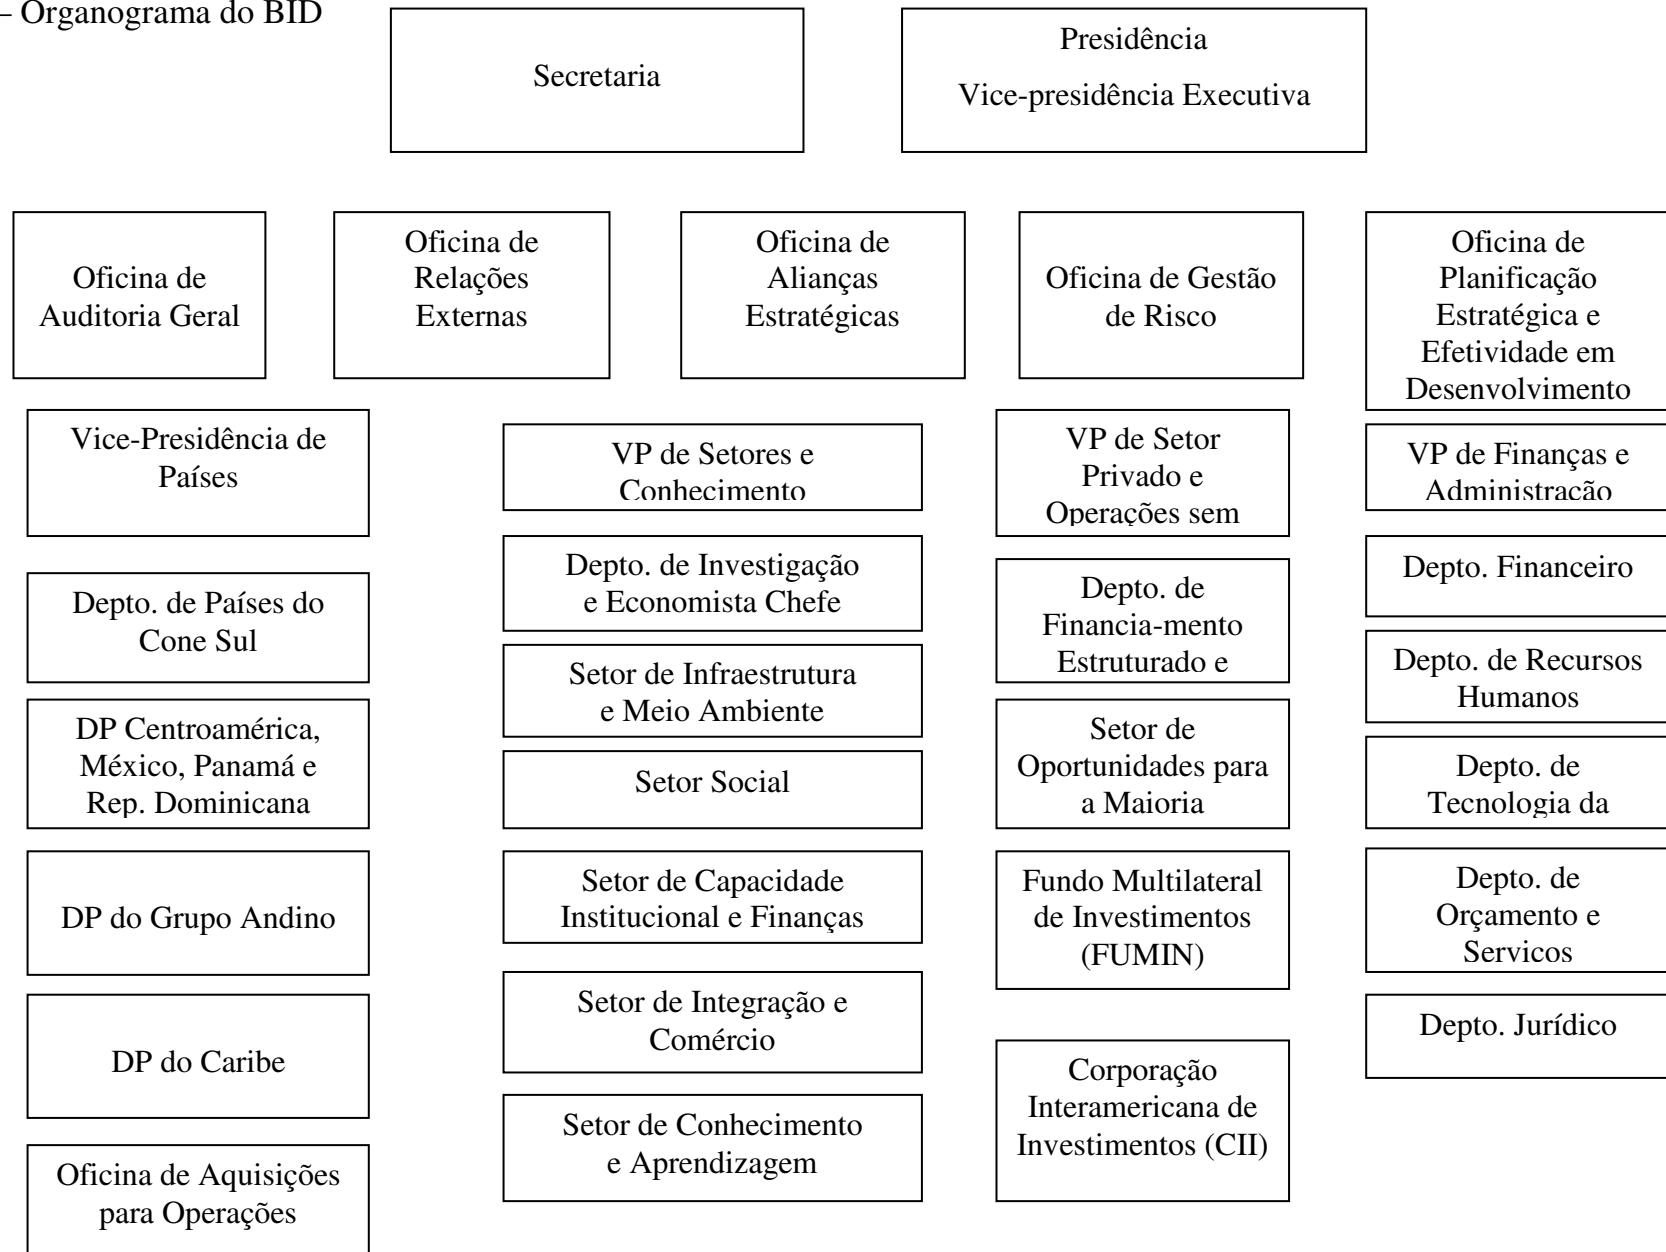 – Organograma do BID
Secretaria
Presidência
Vice-presidência Executiva
Oficina de
Auditoria Geral
Oficina de
Relações
Externas
Oficina de
Alianças
Estratégicas
Oficina de Gestão
de Risco
Oficina de
Planificação
Estratégica e
Efetividade em
Desenvolvimento
Vice-Presidência de
Países
Depto. de Países do
Cone Sul
DP Centroamérica,
México, Panamá e
Rep. Dominicana
DP do Grupo Andino
DP do Caribe
Oficina de Aquisições
para Operações
VP de Setores e
Conhecimento
Depto. de Investigação
e Economista Chefe
Setor de Infraestrutura
e Meio Ambiente
Setor Social
Setor de Capacidade
Institucional e Finanças
Setor de Integração e
Comércio
Setor de Conhecimento
e Aprendizagem
VP de Setor
Privado e
Operações sem
Depto. de
Financia-mento
Estruturado e
Setor de
Oportunidades para
a Maioria
Fundo Multilateral
de Investimentos
(FUMIN)
Corporação
Interamericana de
Investimentos (CII)
VP de Finanças e
Administração
Depto. Financeiro
Depto. de Recursos
Humanos
Depto. de
Tecnologia da
Depto. de
Orçamento e
Servicos
Depto. Jurídico